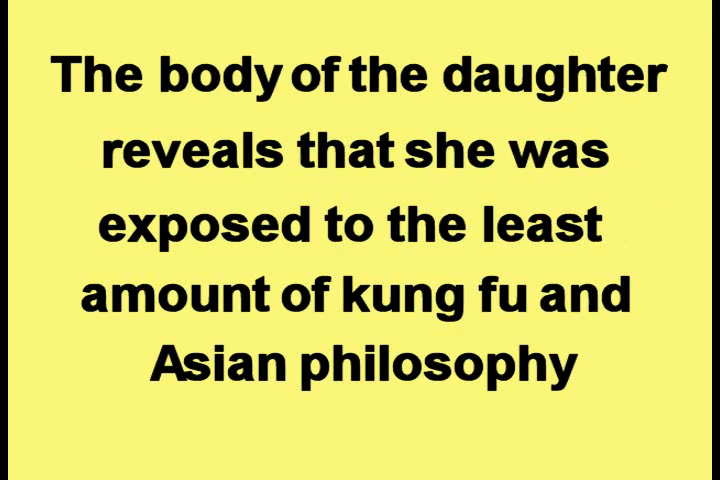 The body of the daughter
reveals that she was
exposed to the least
amount of kung fu and
Asian philosophy